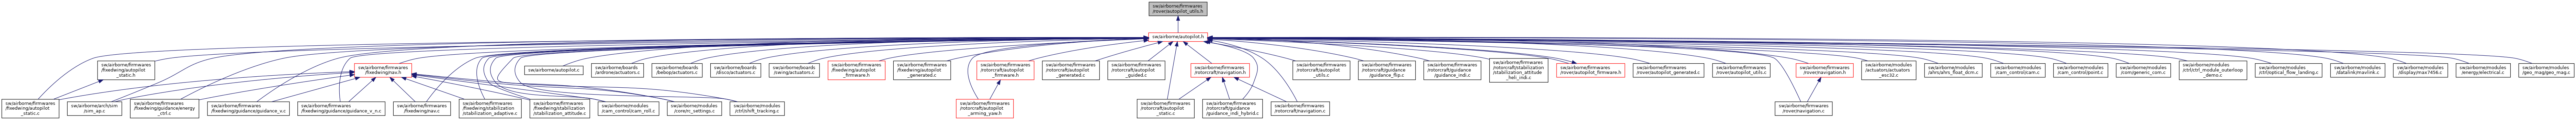 sw/airborne/firmwares
/rover/autopilot_utils.h
sw/airborne/autopilot.h
sw/airborne/firmwares
/fixedwing/autopilot
_static.h
sw/airborne/firmwares
/fixedwing/nav.h
sw/airborne/autopilot.c
sw/airborne/boards
/ardrone/actuators.c
sw/airborne/boards
/bebop/actuators.c
sw/airborne/boards
/disco/actuators.c
sw/airborne/boards
/swing/actuators.c
sw/airborne/firmwares
/fixedwing/autopilot
_firmware.h
sw/airborne/firmwares
/fixedwing/autopilot
_generated.c
sw/airborne/firmwares
/rotorcraft/autopilot
_firmware.h
sw/airborne/firmwares
/rotorcraft/autopilot
_generated.c
sw/airborne/firmwares
/rotorcraft/autopilot
_guided.c
sw/airborne/firmwares
/rotorcraft/navigation.h
sw/airborne/firmwares
/rotorcraft/autopilot
_utils.c
sw/airborne/firmwares
/rotorcraft/guidance
/guidance_flip.c
sw/airborne/firmwares
/rotorcraft/guidance
/guidance_indi.c
sw/airborne/firmwares
/rotorcraft/stabilization
/stabilization_attitude
_heli_indi.c
sw/airborne/firmwares
/rover/autopilot_firmware.h
sw/airborne/firmwares
/rover/autopilot_generated.c
sw/airborne/firmwares
/rover/autopilot_utils.c
sw/airborne/firmwares
/rover/navigation.h
sw/airborne/modules
/actuators/actuators
_esc32.c
sw/airborne/modules
/ahrs/ahrs_float_dcm.c
sw/airborne/modules
/cam_control/cam.c
sw/airborne/modules
/cam_control/point.c
sw/airborne/modules
/com/generic_com.c
sw/airborne/modules
/ctrl/ctrl_module_outerloop
_demo.c
sw/airborne/modules
/ctrl/optical_flow_landing.c
sw/airborne/modules
/datalink/mavlink.c
sw/airborne/modules
/display/max7456.c
sw/airborne/modules
/energy/electrical.c
sw/airborne/modules
/geo_mag/geo_mag.c
sw/airborne/firmwares
/fixedwing/autopilot
_static.c
sw/airborne/arch/sim
/sim_ap.c
sw/airborne/firmwares
/fixedwing/guidance/energy
_ctrl.c
sw/airborne/firmwares
/fixedwing/guidance/guidance_v.c
sw/airborne/firmwares
/fixedwing/guidance/guidance_v_n.c
sw/airborne/firmwares
/fixedwing/nav.c
sw/airborne/firmwares
/fixedwing/stabilization
/stabilization_adaptive.c
sw/airborne/firmwares
/fixedwing/stabilization
/stabilization_attitude.c
sw/airborne/modules
/cam_control/cam_roll.c
sw/airborne/modules
/core/rc_settings.c
sw/airborne/modules
/ctrl/shift_tracking.c
sw/airborne/firmwares
/rotorcraft/autopilot
_arming_yaw.h
sw/airborne/firmwares
/rotorcraft/autopilot
_static.c
sw/airborne/firmwares
/rotorcraft/guidance
/guidance_indi_hybrid.c
sw/airborne/firmwares
/rotorcraft/navigation.c
sw/airborne/firmwares
/rover/navigation.c